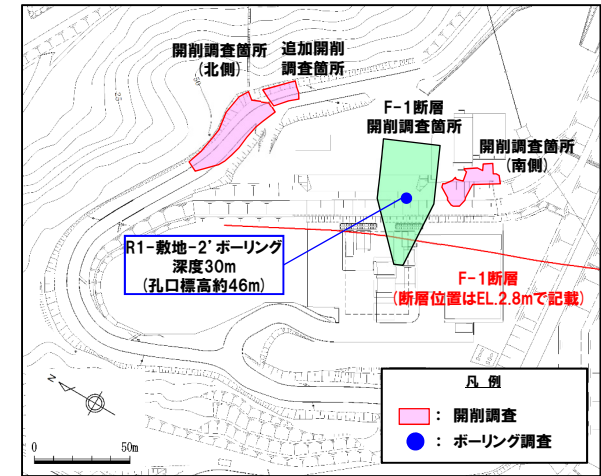 開削調査箇所
(北側)
追加開削
調査箇所
F-1断層
開削調査箇所
開削調査箇所
(南側)
R1-敷地-2’ボーリング
深度30m
(孔口標高約46m)
F-1断層
(断層位置はEL.2.8mで記載)
N
凡 例
: 開削調査
: ボーリング調査
0 50m